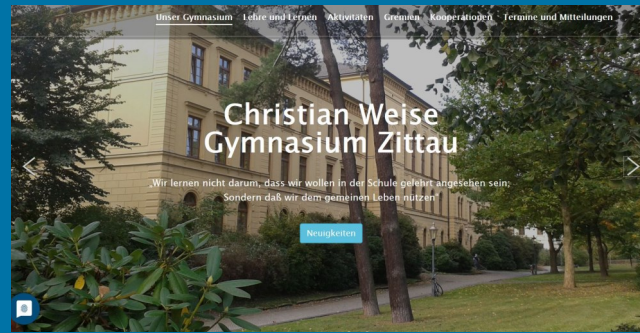 Unser Gymnasium Lehre und Lernen Aktivitäten Gremien Kooperationen Termine und Mitteilungen
Christian Weise
Gymnasium Zittau
„Wir lernen nicht darum, dass wir wollen in der Schule gelehrt angesehen sein;
Sondern daß wir dem gemeinen Leben nützen"
Neuigkeiten